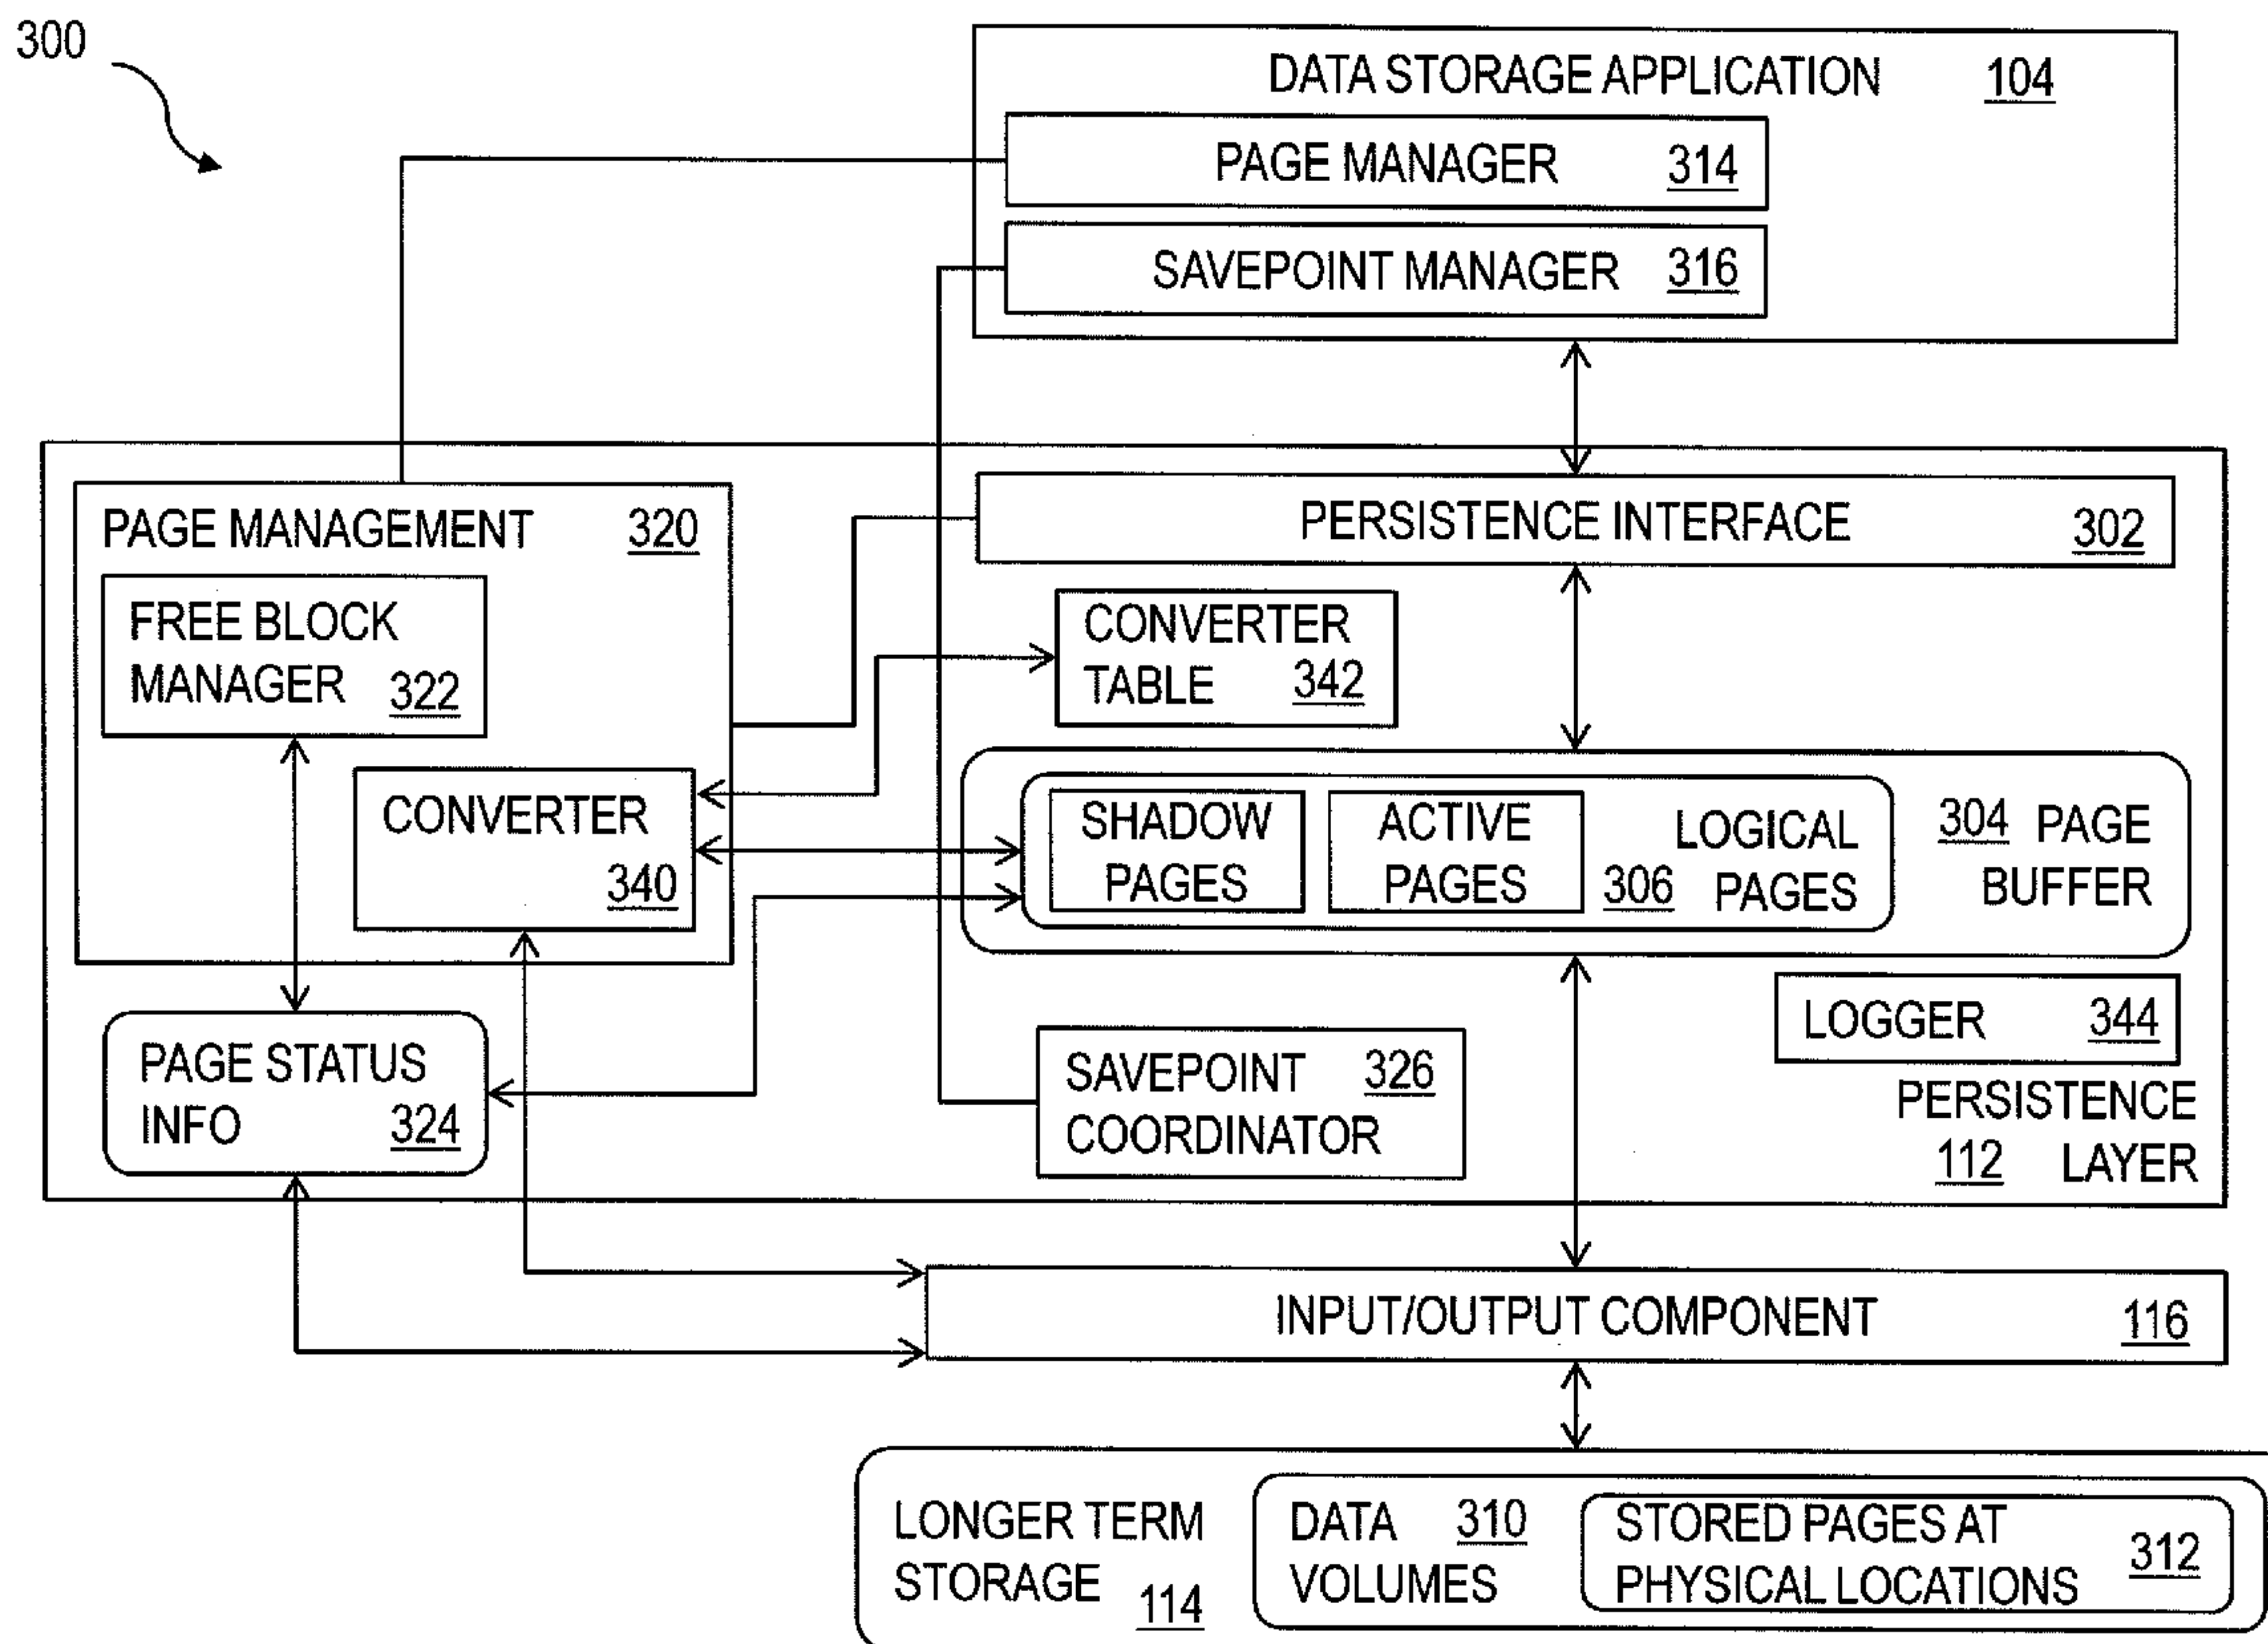 300
DATA STORAGE APPLICATION 104
PAGE MANAGER 314
SAVEPOINT MANAGER 316
PAGE MANAGEMENT 320
PERSISTENCE INTERFACE 302
FREE BLOCK
MANAGER 322
CONVERTER
TABLE 342
CONVERTER
340
SHADOW
PAGES
ACTIVE
PAGES
LOGICAL
306 PAGES
304 PAGE
BUFFER
LOGGER 344
PAGE STATUS
INFO 324
SAVEPOINT 326
COORDINATOR
PERSISTENCE
112 LAYER
INPUT/OUTPUT COMPONENT 116
LONGER TERM
STORAGE 114
DATA 310
VOLUMES
STORED PAGES AT
PHYSICAL LOCATIONS 312